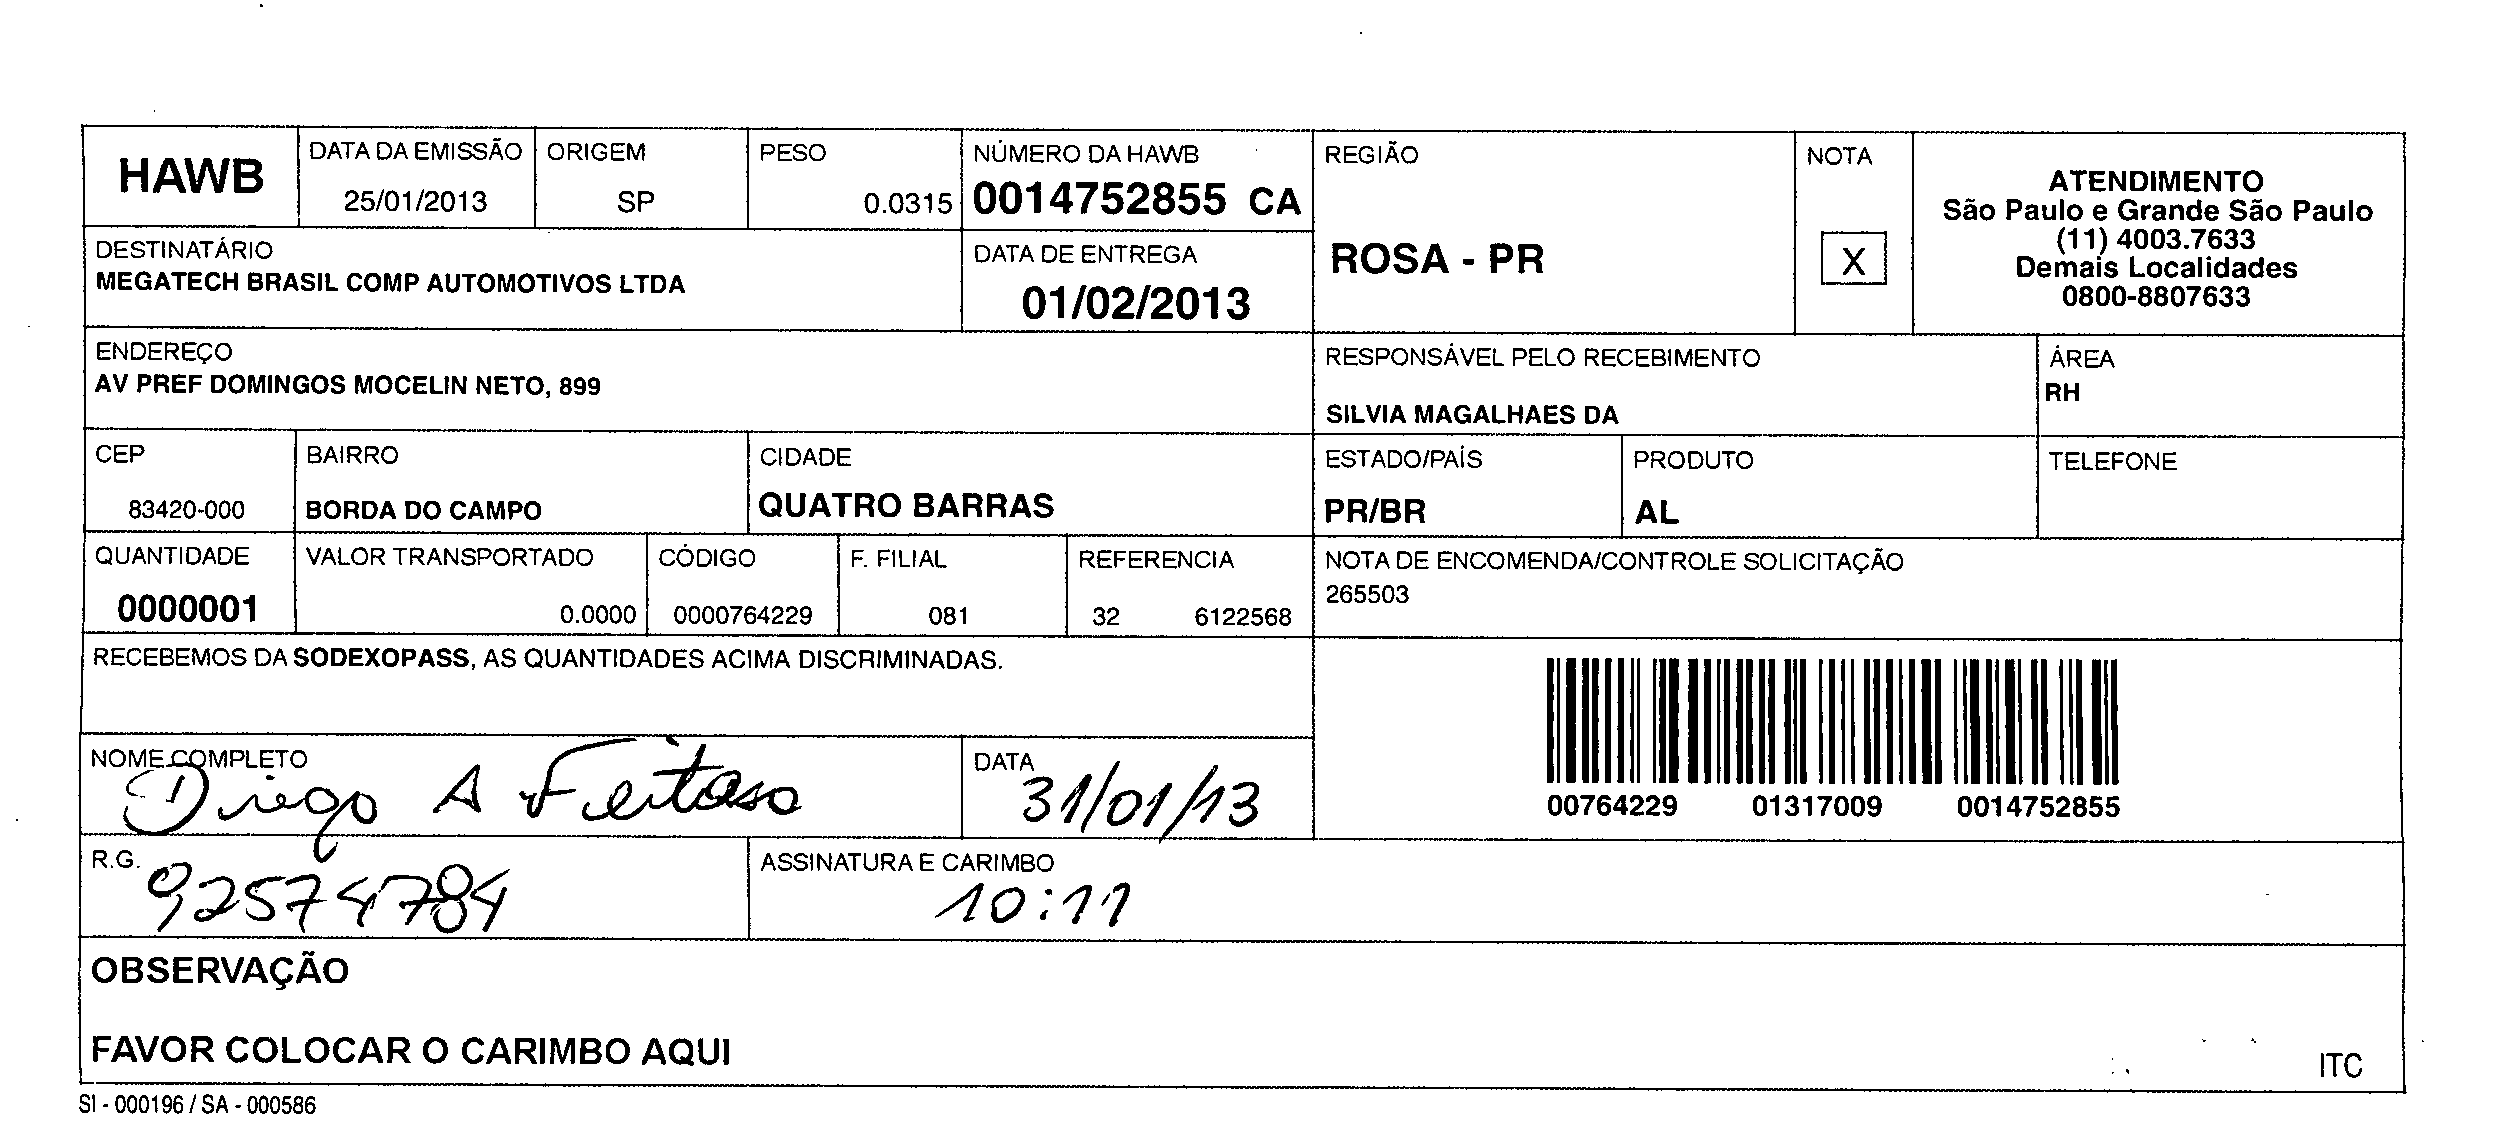 HAWB
DATA DA EMISSÃO
25/01/2013
ORIGEM
SP
PESO
0.0315
NÚMERO DA HAWB
0014752855 CA
REGIÃO
ROSA - PR
NOTA
X
ATENDIMENTO
São Paulo e Grande São Paulo
(11) 4003.7633
Demais Localidades
0800-8807633
DESTINATÁRIO
MEGATECH BRASIL COMP AUTOMOTIVOS LTDA
DATA DE ENTREGA
01/02/2013
ENDEREÇO
AV PREF DOMINGOS MOCELIN NETO, 899
RESPONSÁVEL PELO RECEBIMENTO
SILVIA MAGALHAES DA
ÁREA
RH
CEP
83420-000
BAIRRO
BORDA DO CAMPO
CIDADE
QUATRO BARRAS
ESTADO/PAÍS
PR/BR
PRODUTO
AL
TELEFONE
QUANTIDADE
0000001
VALOR TRANSPORTADO
0.0000
CÓDIGO
0000764229
F. FILIAL
081
REFERENCIA
32 6122568
NOTA DE ENCOMENDA/CONTROLE SOLICITAÇÃO
265503
RECEBEMOS DA SODEXOPASS, AS QUANTIDADES ACIMA DISCRIMINADAS.
00764229 01317009 0014752855
NOME COMPLETO
Diego A Feitosa
DATA
31/01/13
R.G.
92574784
ASSINATURA E CARIMBO
10:11
OBSERVAÇÃO
FAVOR COLOCAR O CARIMBO AQUI
ITC
SI - 000196 / SA - 000586